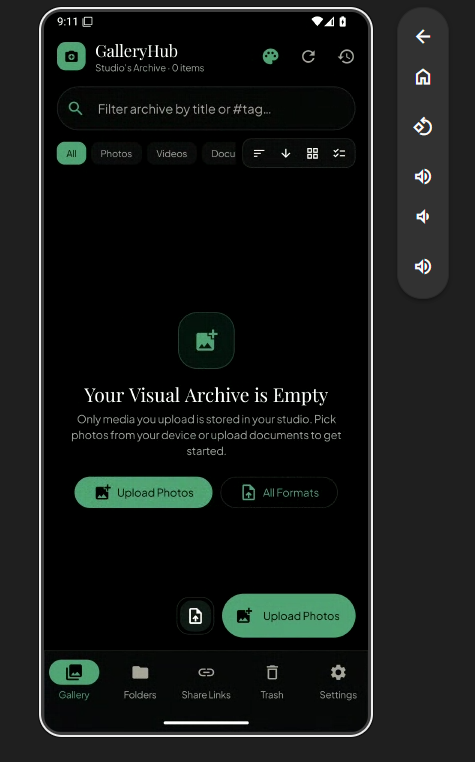 9:11
GalleryHub
Studio's Archive · 0 items
Filter archive by title or #tag...
All
Photos
Videos
Docu
Your Visual Archive is Empty
Only media you upload is stored in your studio. Pick
photos from your device or upload documents to get
started.
Upload Photos
All Formats
Upload Photos
Gallery
Folders
Share Links
Trash
Settings